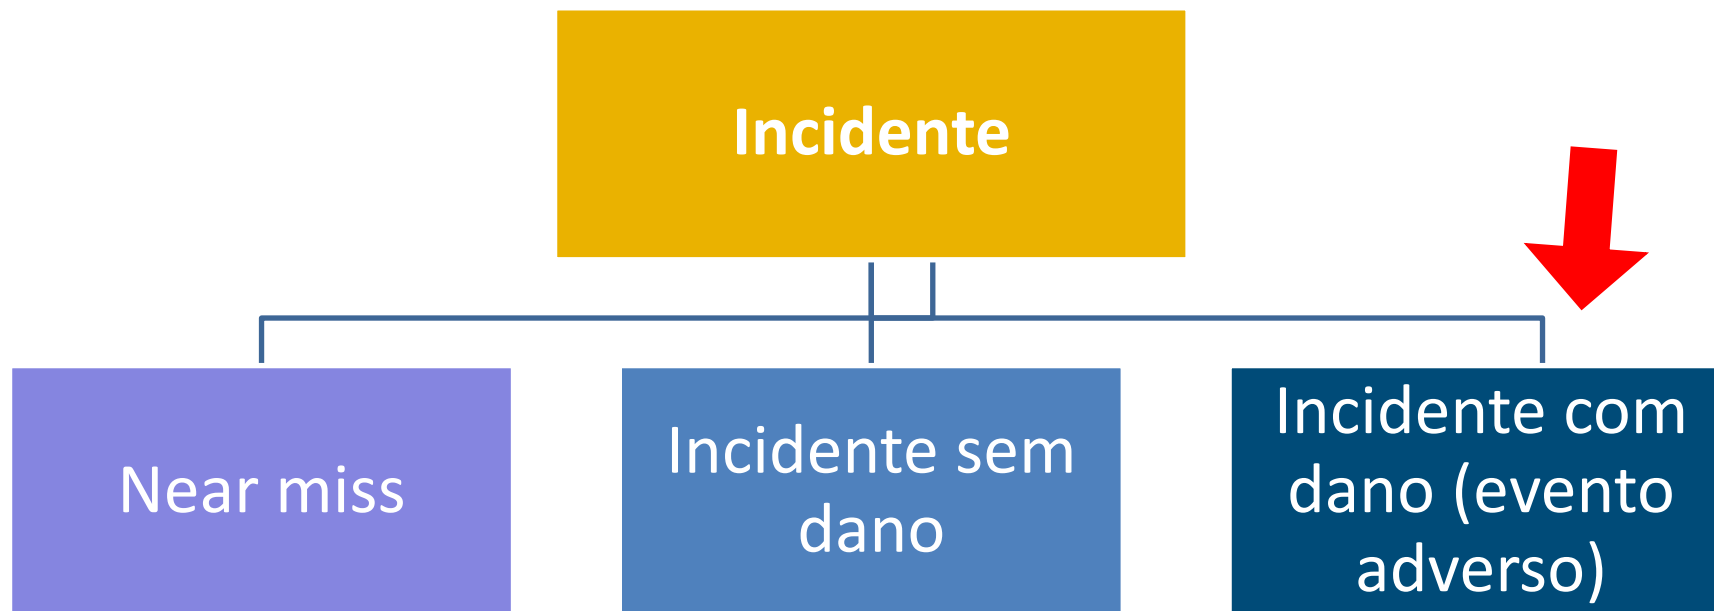 Incidente
Near miss
Incidente sem
dano
Incidente com
dano (evento
adverso)